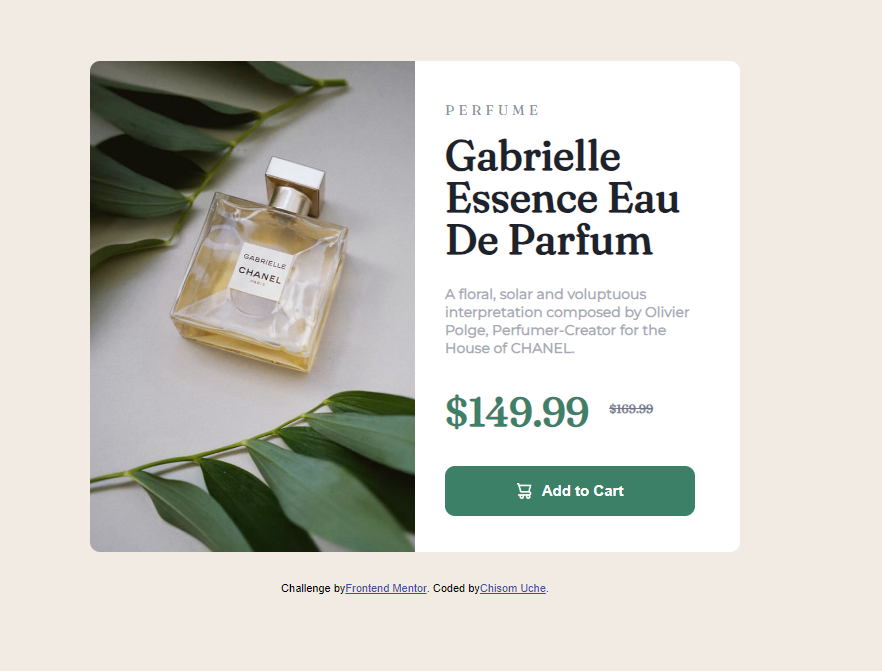 GABRIELLE
CHANEL
PARIS
PERFUME
Gabrielle
Essence Eau
De Parfum
A floral, solar and voluptuous
interpretation composed by Olivier
Polge, Perfumer-Creator for the
House of CHANEL.
$149.99 $169.99
Add to Cart
Challenge byFrontend Mentor. Coded byChisom Uche.